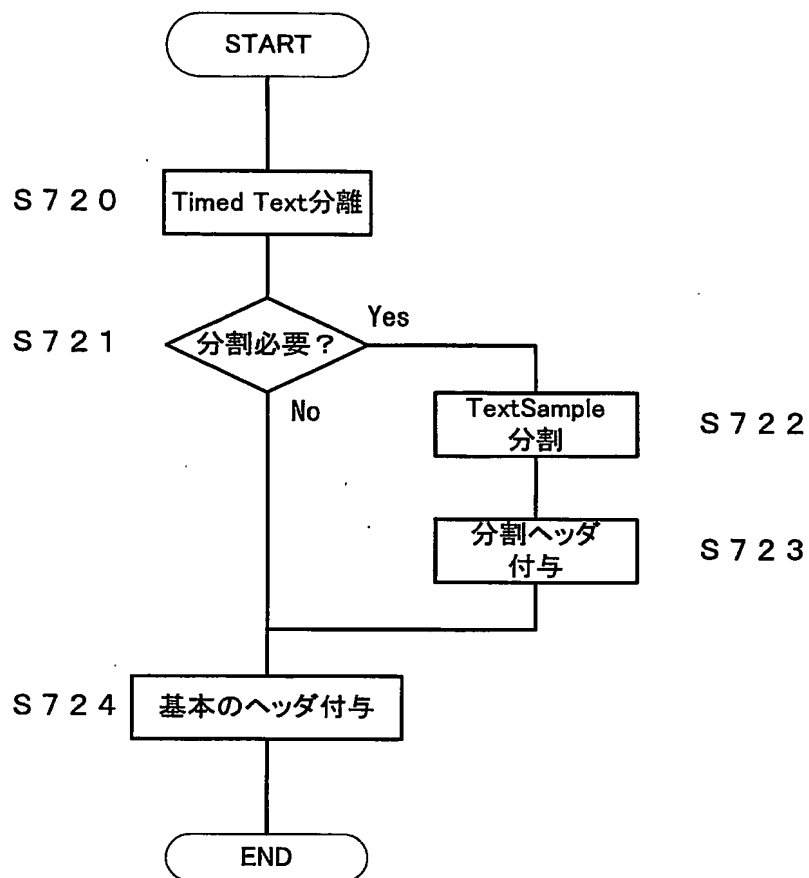 START
S720
Timed Text分離
S721
分割必要?
Yes
No
TextSample
分割
S722
分割ヘッダ
付与
S723
S724
基本のヘッダ付与
END